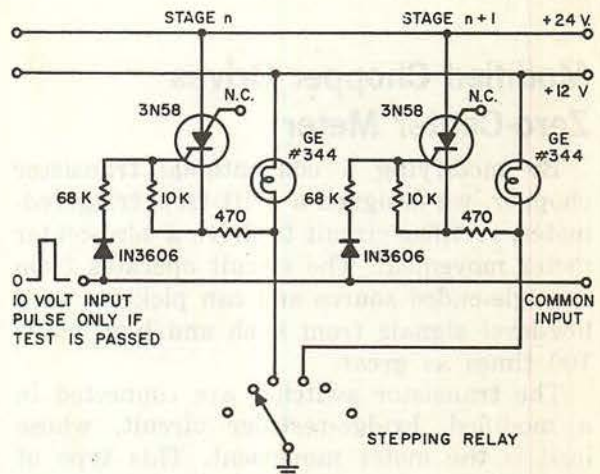 STAGE n
STAGE n+1
+24 V.
+12 V
N.C.
N.C.
3N58
3N58
GE
#344
GE
#344
68 K
10 K
68 K
10 K
470
470
IN3606
IN3606
10 VOLT INPUT
PULSE ONLY IF
TEST IS PASSED
COMMON
INPUT
STEPPING RELAY